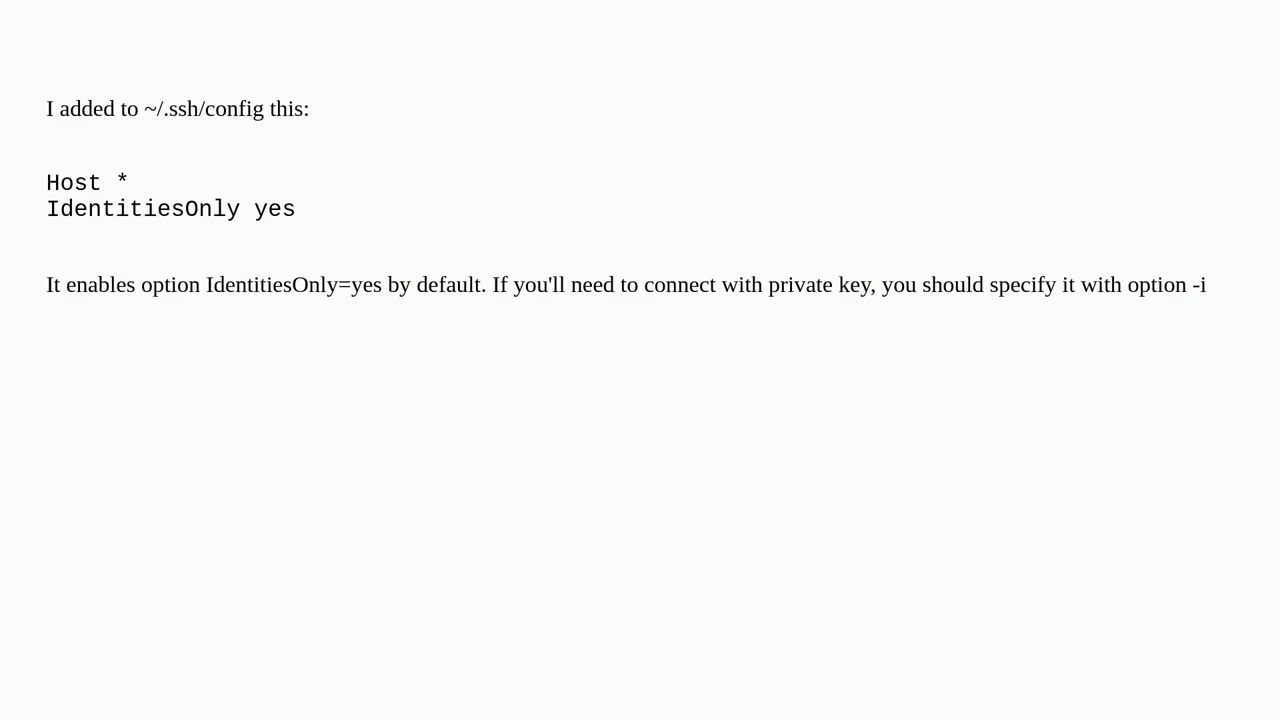 I added to ~/.ssh/config this:
Host *
IdentitiesOnly yes
It enables option IdentitiesOnly=yes by default. If you'll need to connect with private key, you should specify it with option -i